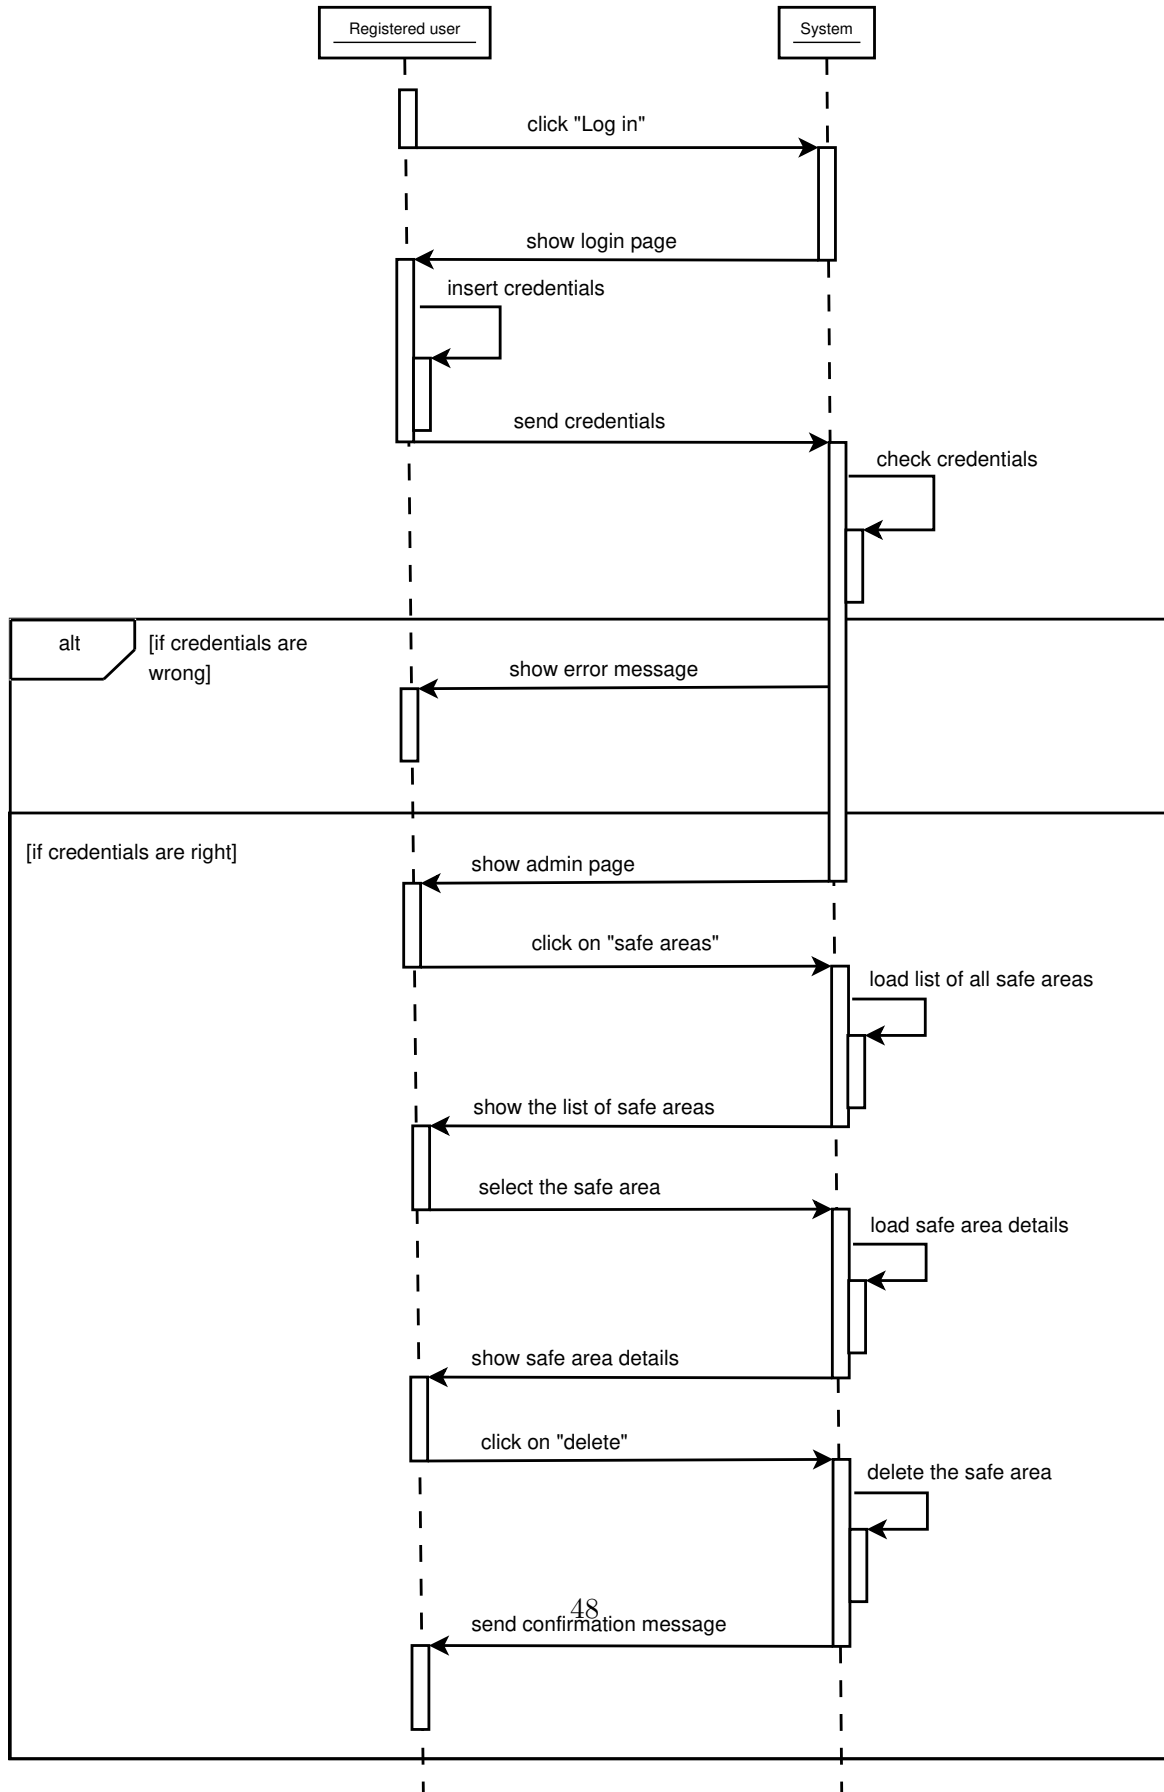 Registered user
System
click "Log in"
show login page
insert credentials
send credentials
check credentials
alt
[if credentials are
wrong]
show error message
[if credentials are right]
show admin page
click on "safe areas"
load list of all safe areas
show the list of safe areas
select the safe area
load safe area details
show safe area details
click on "delete"
delete the safe area
48
send confirmation message